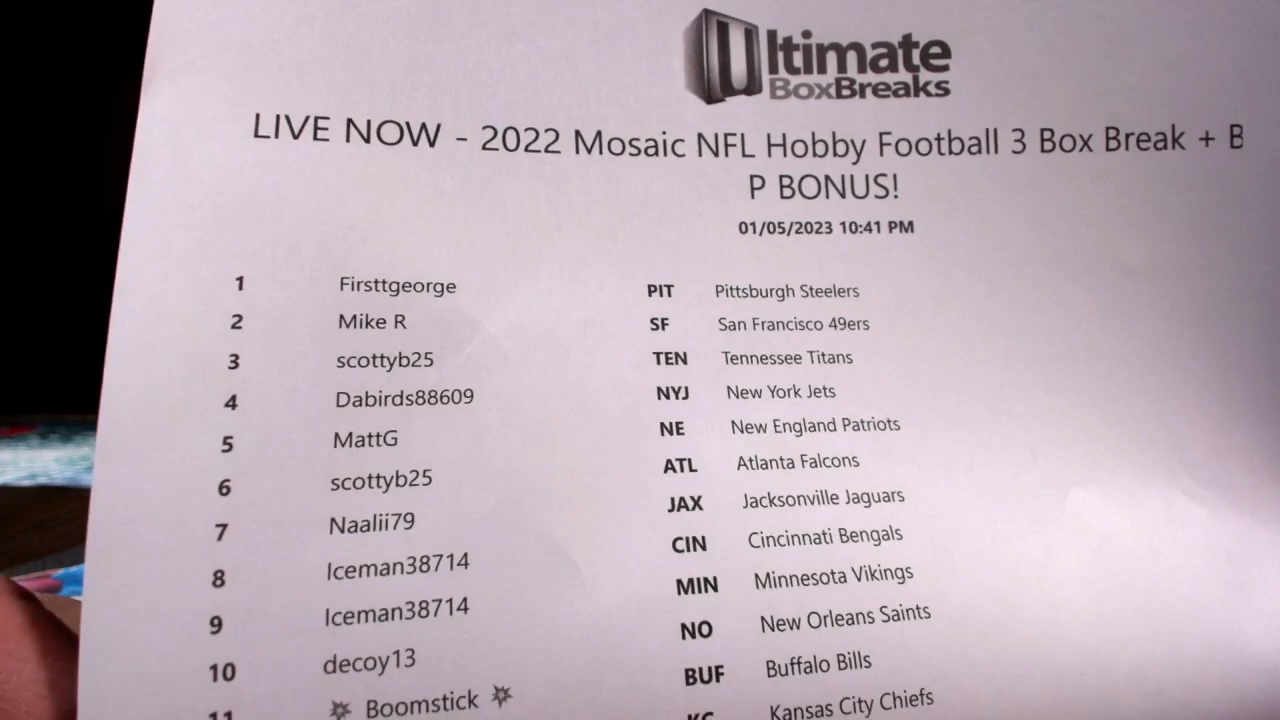 Ultimate
BoxBreaks
LIVE NOW - 2022 Mosaic NFL Hobby Football 3 Box Break + B
P BONUS!
01/05/2023 10:41 PM
1 Firsttgeorge PIT Pittsburgh Steelers
2 Mike R SF San Francisco 49ers
3 scottyb25 TEN Tennessee Titans
4 Dabirds88609 NYJ New York Jets
5 MattG NE New England Patriots
6 scottyb25 ATL Atlanta Falcons
7 Naalii79 JAX Jacksonville Jaguars
8 Iceman38714 CIN Cincinnati Bengals
9 Iceman38714 MIN Minnesota Vikings
10 decoy13 NO New Orleans Saints
11 Boomstick BUF Buffalo Bills
KC Kansas City Chiefs